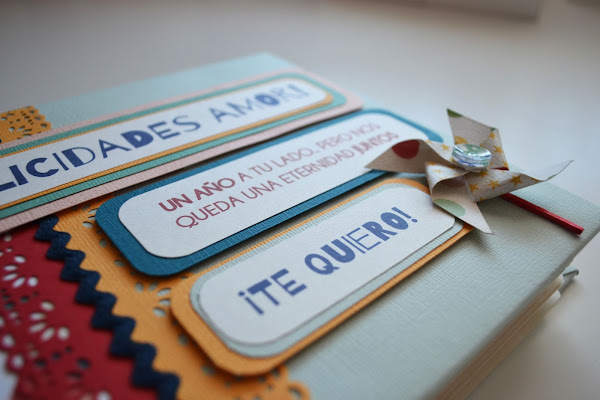 LICIDADES AMOR!
UN AÑO A TU LADO, PERO NOS
QUEDA UNA ETERNIDAD JUNTOS
¡TE QUIERO!